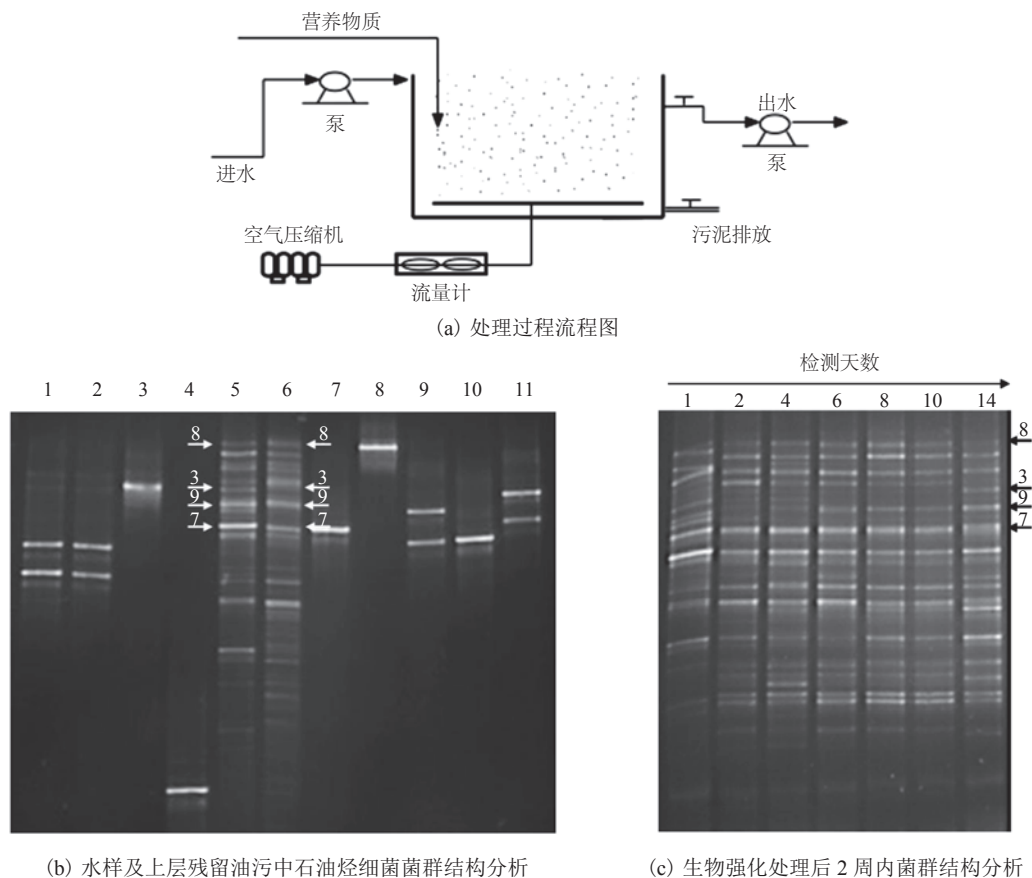 营养物质
泵
进水
出水
泵
空气压缩机
流量计
污泥排放
(a) 处理过程流程图
1 2 3 4 5 6 7 8 9 10 11
8 8
3 3
9 9
7 7
(b) 水样及上层残留油污中石油烃细菌菌群结构分析
检测天数
1 2 4 6 8 10 14
8
3
9
7
(c) 生物强化处理后 2 周内菌群结构分析